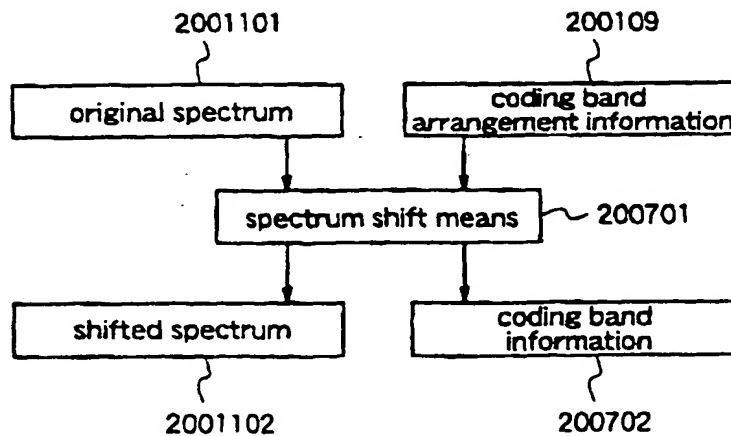 2001101
200109
original spectrum
coding band
arrangement information
spectrum shift means
200701
shifted spectrum
coding band
information
2001102
200702